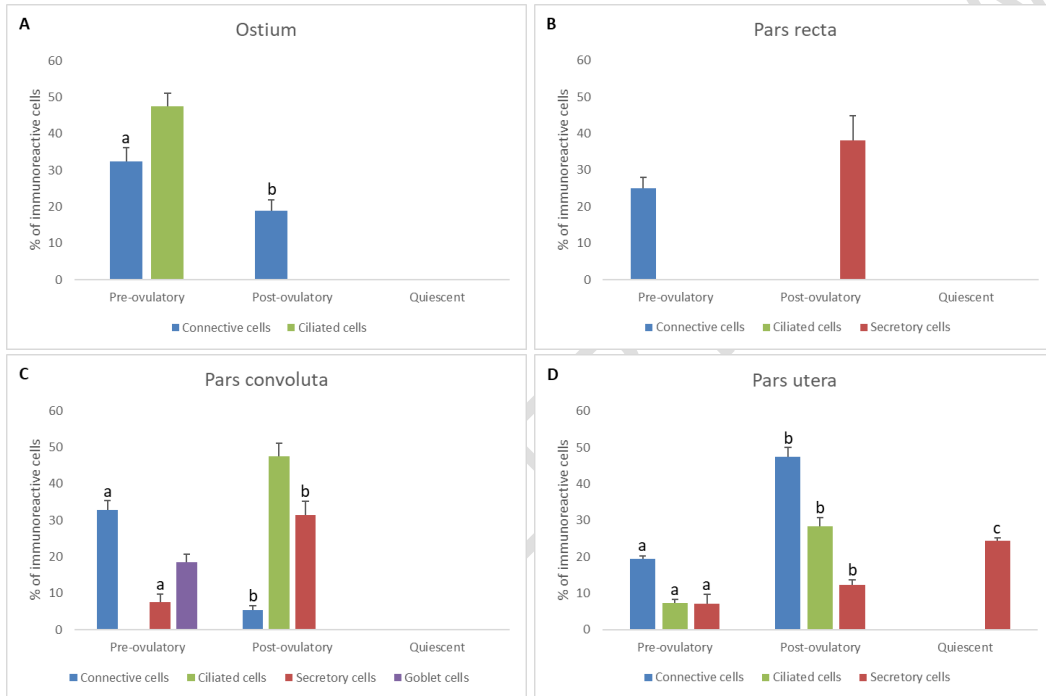 A
Ostium
% of immunoreactive cells
60
50
40
30
20
10
0
a
b
Pre-ovulatory Post-ovulatory Quiescent
Connective cells Ciliated cells
B
Pars recta
% of immunoreactive cells
60
50
40
30
20
10
0
Pre-ovulatory Post-ovulatory Quiescent
Connective cells Ciliated cells Secretory cells
C
Pars convoluta
% of immunoreactive cells
60
50
40
30
20
10
0
a
a
b
b
Pre-ovulatory Post-ovulatory Quiescent
Connective cells Ciliated cells Secretory cells Goblet cells
D
Pars utera
% of immunoreactive cells
60
50
40
30
20
10
0
a
a
a
b
b
b
c
Pre-ovulatory Post-ovulatory Quiescent
Connective cells Ciliated cells Secretory cells